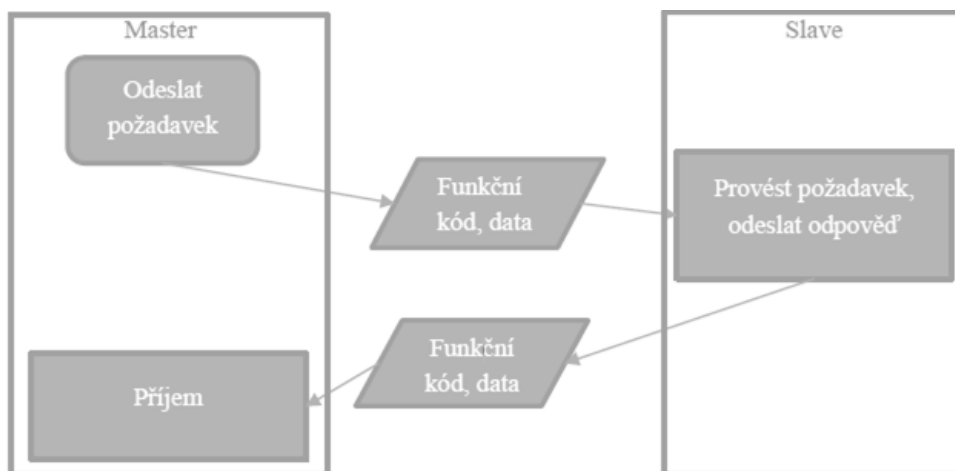 Master
Slave
Odeslat
požadavek
Funkční
kód, data
Provést požadavek,
odeslat odpověď
Funkční
kód, data
Příjem